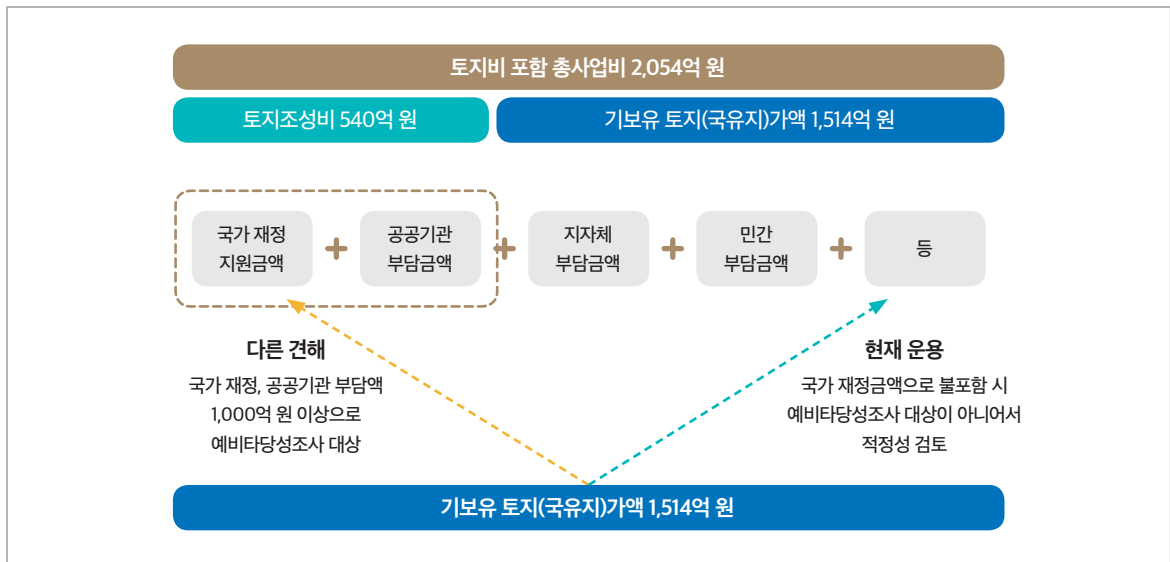 토지비 포함 총사업비 2,054억 원
토지조성비 540억 원
기보유 토지(국유지)가액 1,514억 원
국가 재정
지원금액
+
공공기관
부담금액
+
지자체
부담금액
+
민간
부담금액
+
등
다른 견해
국가 재정, 공공기관 부담액
1,000억 원 이상으로
예비타당성조사 대상
현재 운용
국가 재정금액으로 불포함 시
예비타당성조사 대상이 아니어서
적정성 검토
기보유 토지(국유지)가액 1,514억 원